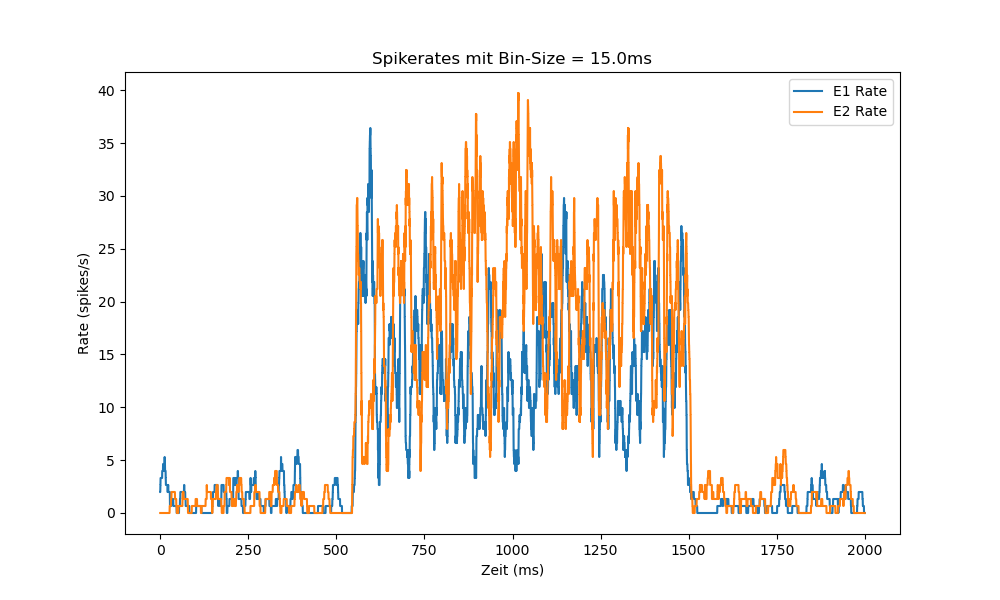 Spikerates mit Bin-Size = 15.0ms
E1 Rate
E2 Rate
40
35
30
25
20
15
10
5
0
Rate (spikes/s)
0 250 500 750 1000 1250 1500 1750 2000
Zeit (ms)